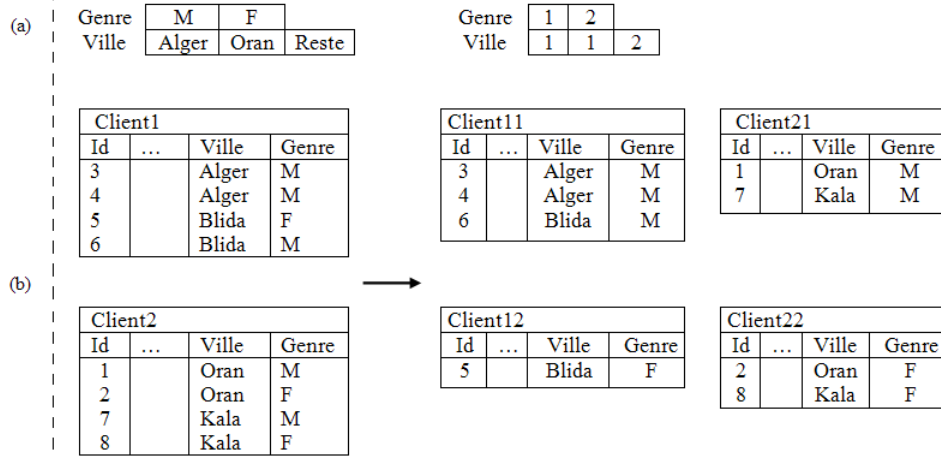 (a)
Genre M F
Ville Alger Oran Reste
Genre 1 2
Ville 1 1 2
(b)
Client1
Id … Ville Genre
3 Alger M
4 Alger M
5 Blida F
6 Blida M
Client11
Id … Ville Genre
3 Alger M
4 Alger M
6 Blida M
Client21
Id … Ville Genre
1 Oran M
7 Kala M
Client2
Id … Ville Genre
1 Oran M
2 Oran F
7 Kala M
8 Kala F
Client12
Id … Ville Genre
5 Blida F
Client22
Id … Ville Genre
2 Oran F
8 Kala F